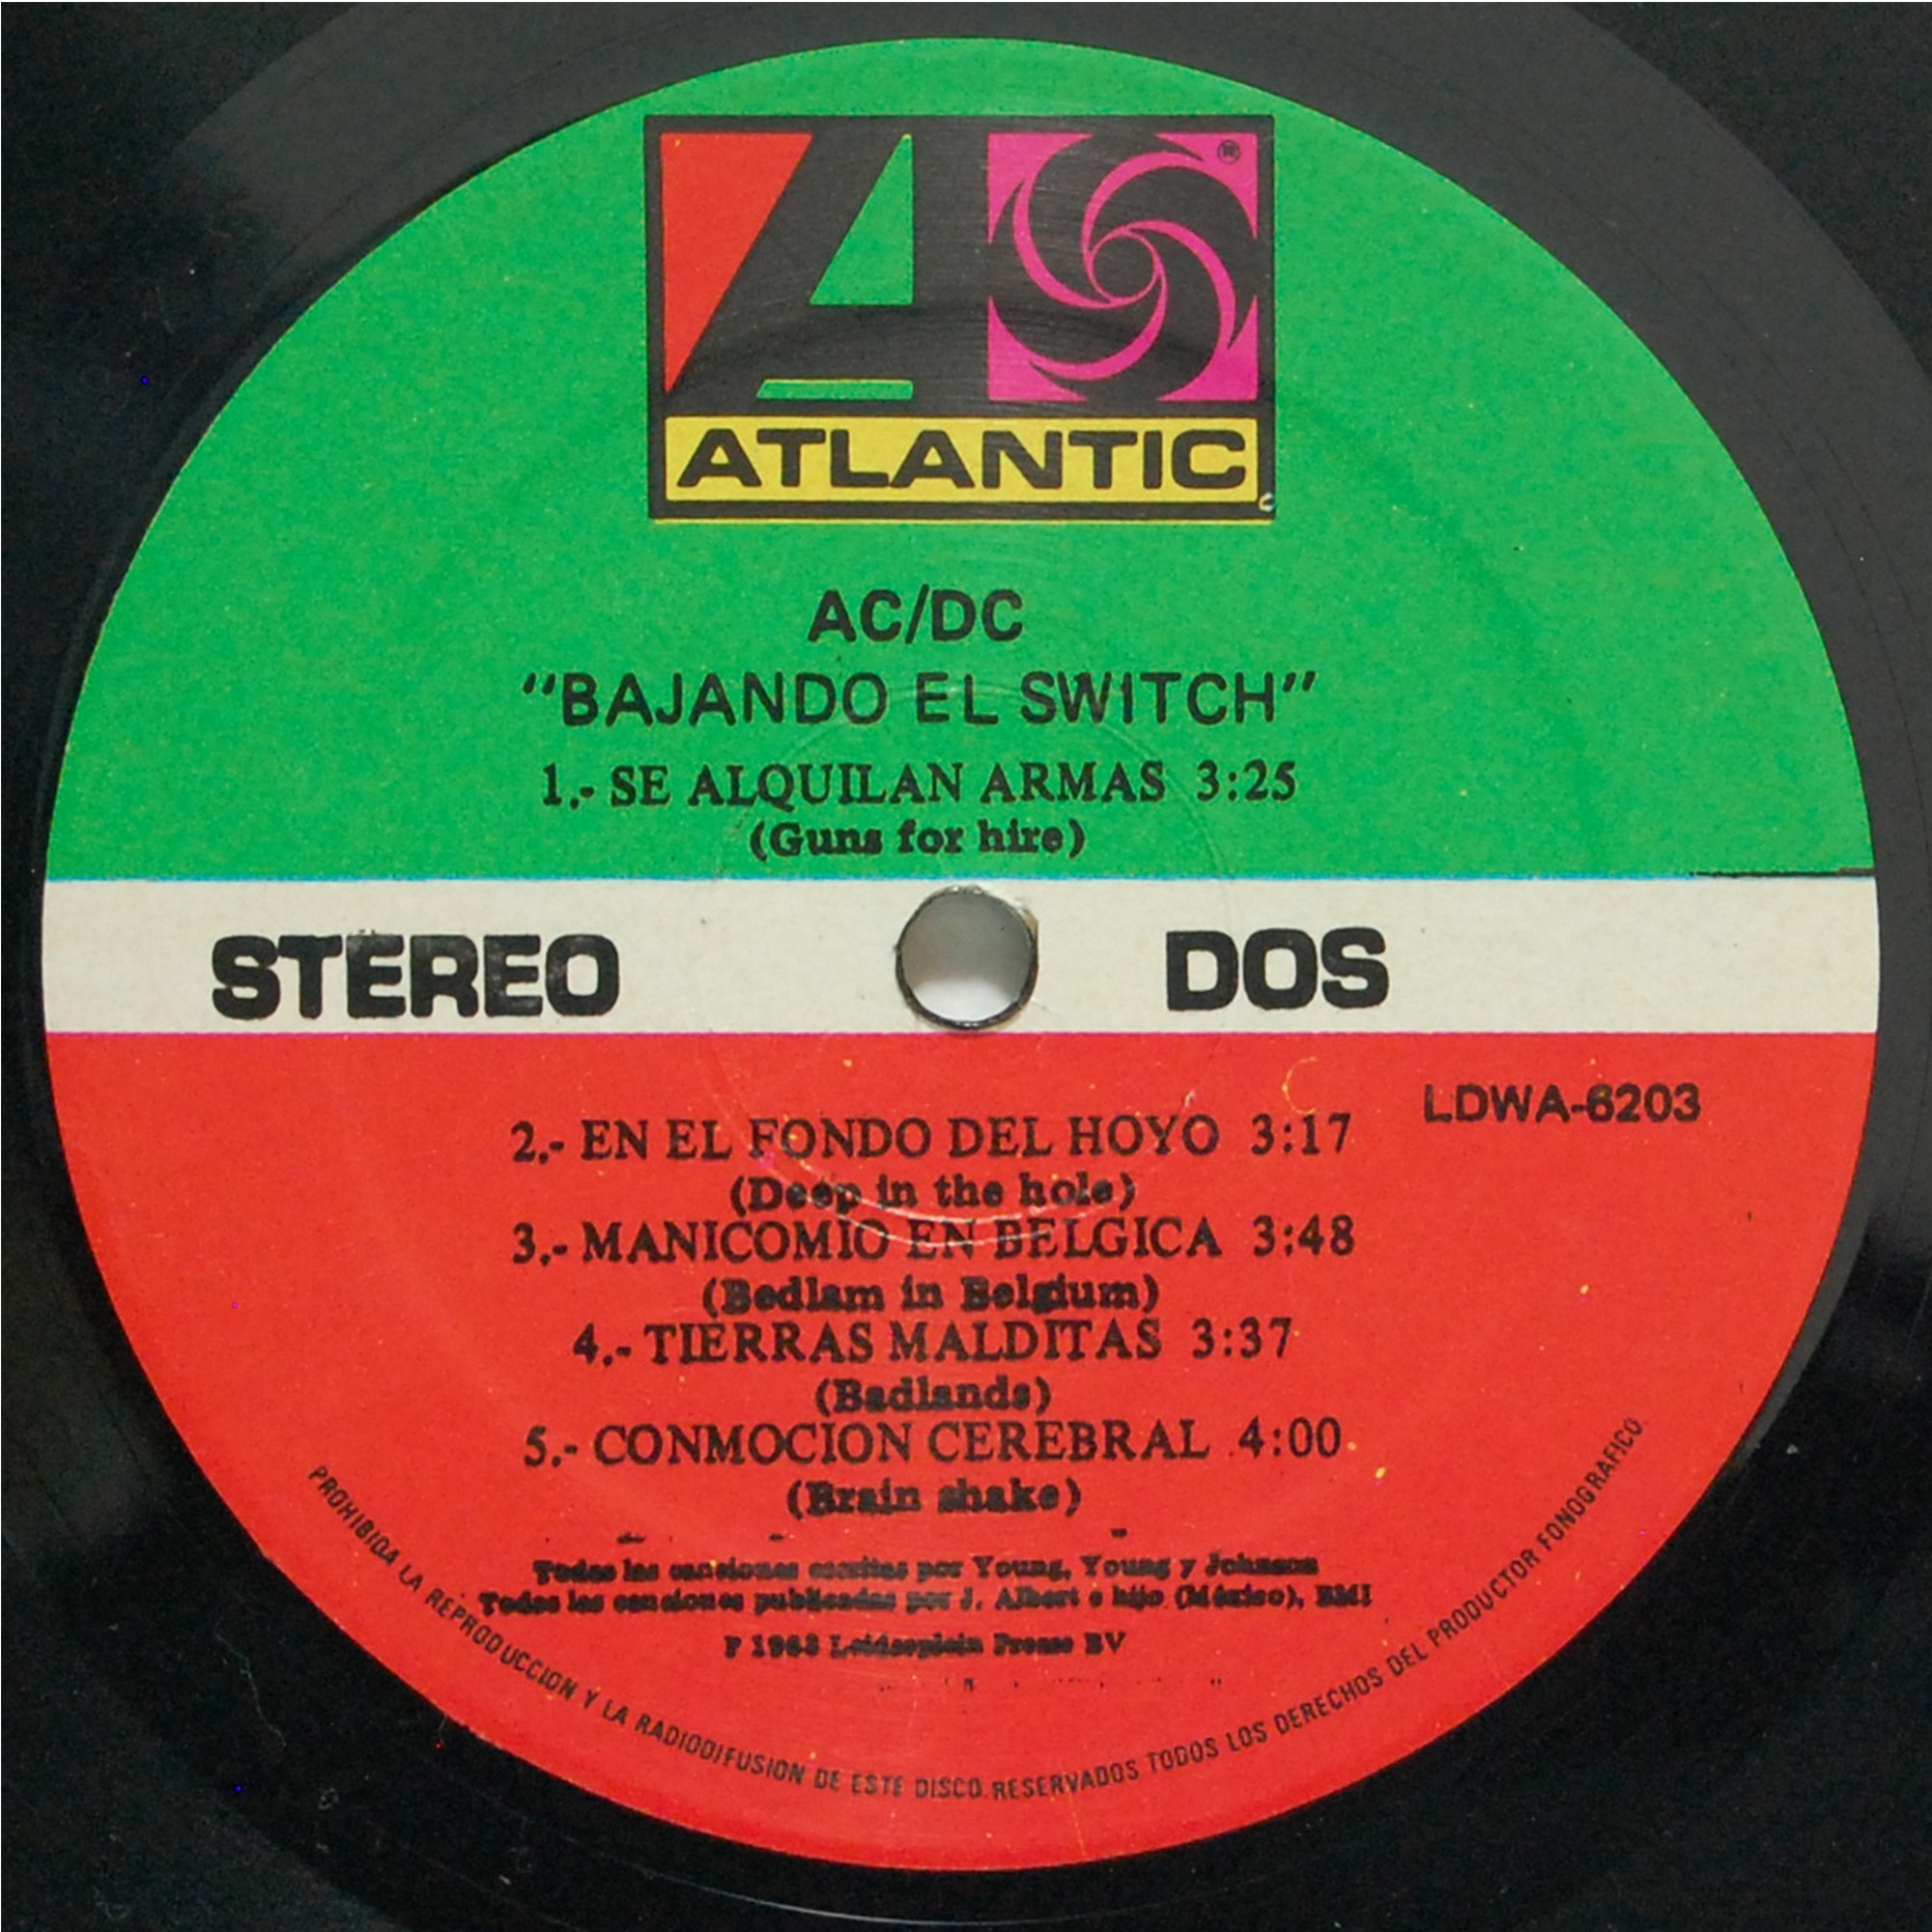 ®
ATLANTIC
AC/DC
“BAJANDO EL SWITCH”
1.- SE ALQUILAN ARMAS 3:25
(Guns for hire)
STEREO DOS
LDWA-6203
2.- EN EL FONDO DEL HOYO 3:17
(Deep in the hole)
3.- MANICOMIO EN BELGICA 3:48
(Bedlam in Belgium)
4.- TIERRAS MALDITAS 3:37
(Badlands)
5.- CONMOCION CEREBRAL 4:00
(Brain shake)
Todas las canciones escritas por Young, Young y Johnson
Todas las canciones publicadas por J. Albert e hijo (México), BMI
P 1983 Leidseplein Presse BV
PROHIBIDA LA REPRODUCCION Y LA RADIODIFUSION DE ESTE DISCO. RESERVADOS TODOS LOS DERECHOS DEL PRODUCTOR FONOGRAFICO.